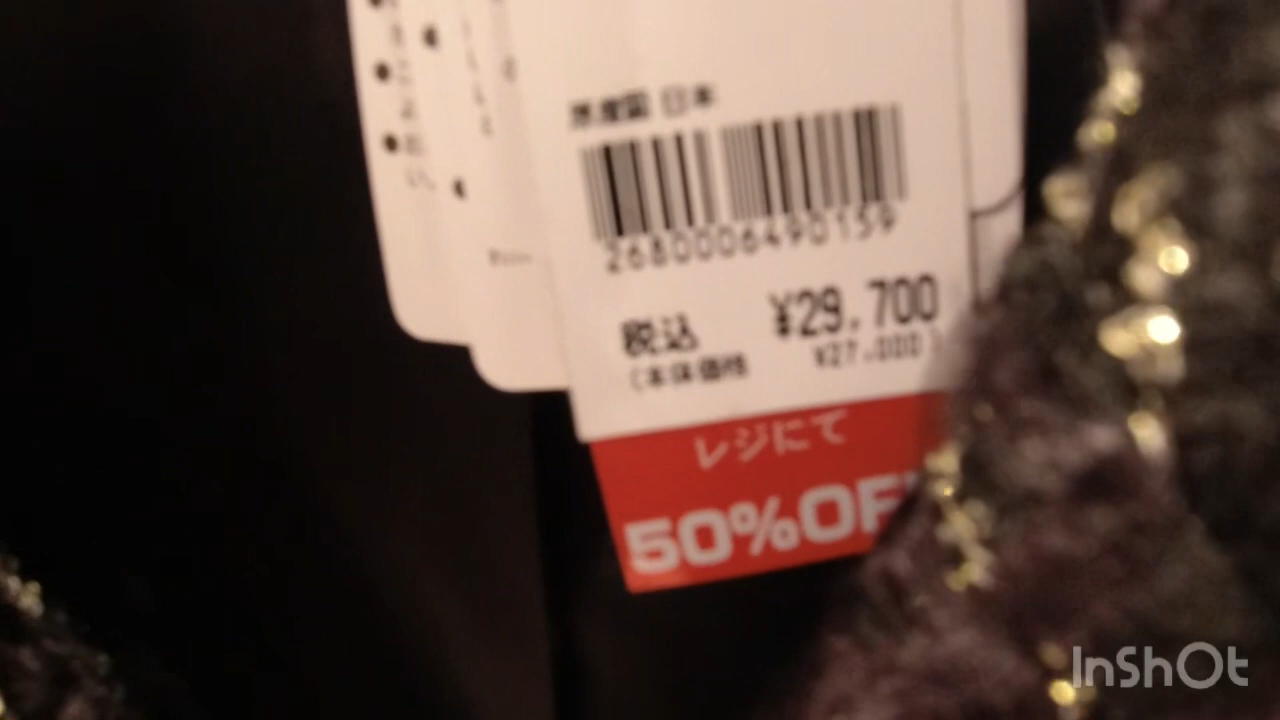 原産国 日本
2680006490159
税込 ¥29,700
(本体価格 ¥27,000)
レジにて
50%OF
InShOt